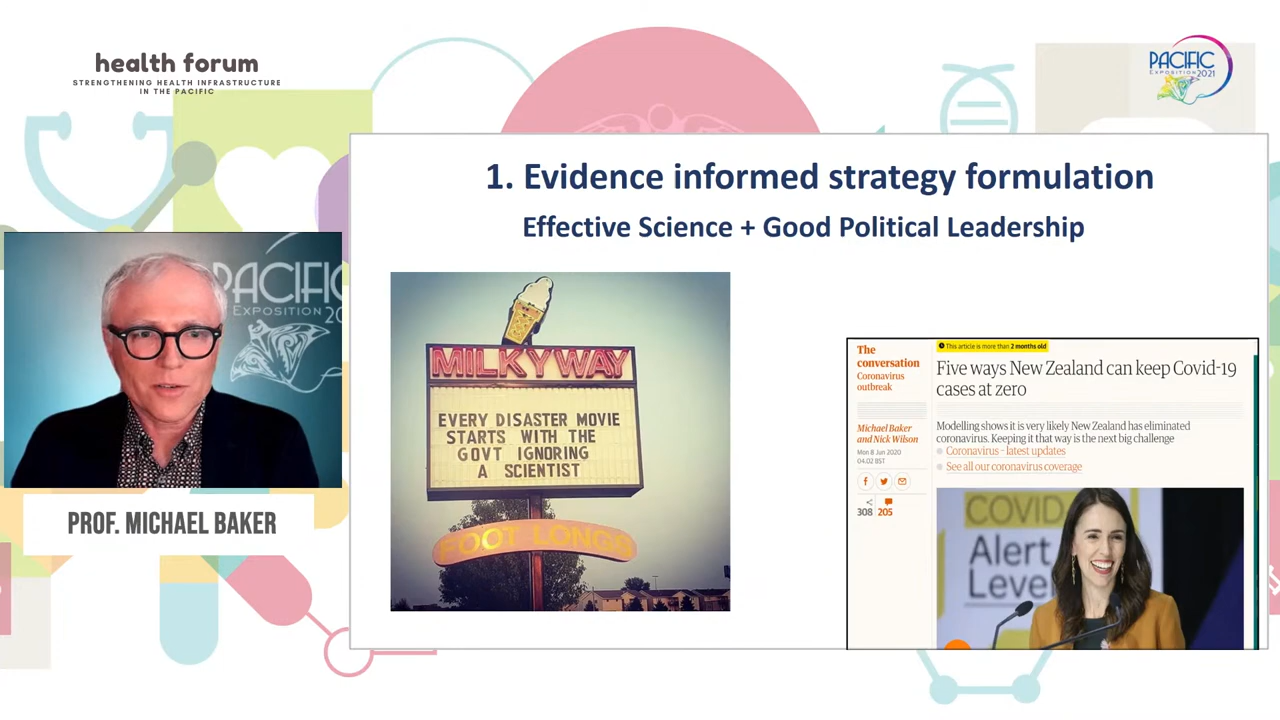 health forum
STRENGTHENING HEALTH INFRASTRUCTURE
IN THE PACIFIC
PACIFIC
EXPOSITION 2021
1. Evidence informed strategy formulation
Effective Science + Good Political Leadership
PACIFIC
EXPOSITION 20
PROF. MICHAEL BAKER
MILKYWAY
EVERY DISASTER MOVIE
STARTS WITH THE
GOVT IGNORING
A SCIENTIST
FOOT LONGS
The
conversation
Coronavirus
outbreak
Michael Baker
and Nick Wilson
Mon 8 Jun 2020
04.02 BST
308 205
This article is more than 2 months old
Five ways New Zealand can keep Covid-19
cases at zero
Modelling shows it is very likely New Zealand has eliminated
coronavirus. Keeping it that way is the next big challenge
Coronavirus – latest updates
See all our coronavirus coverage
COVID
Alert
Leve